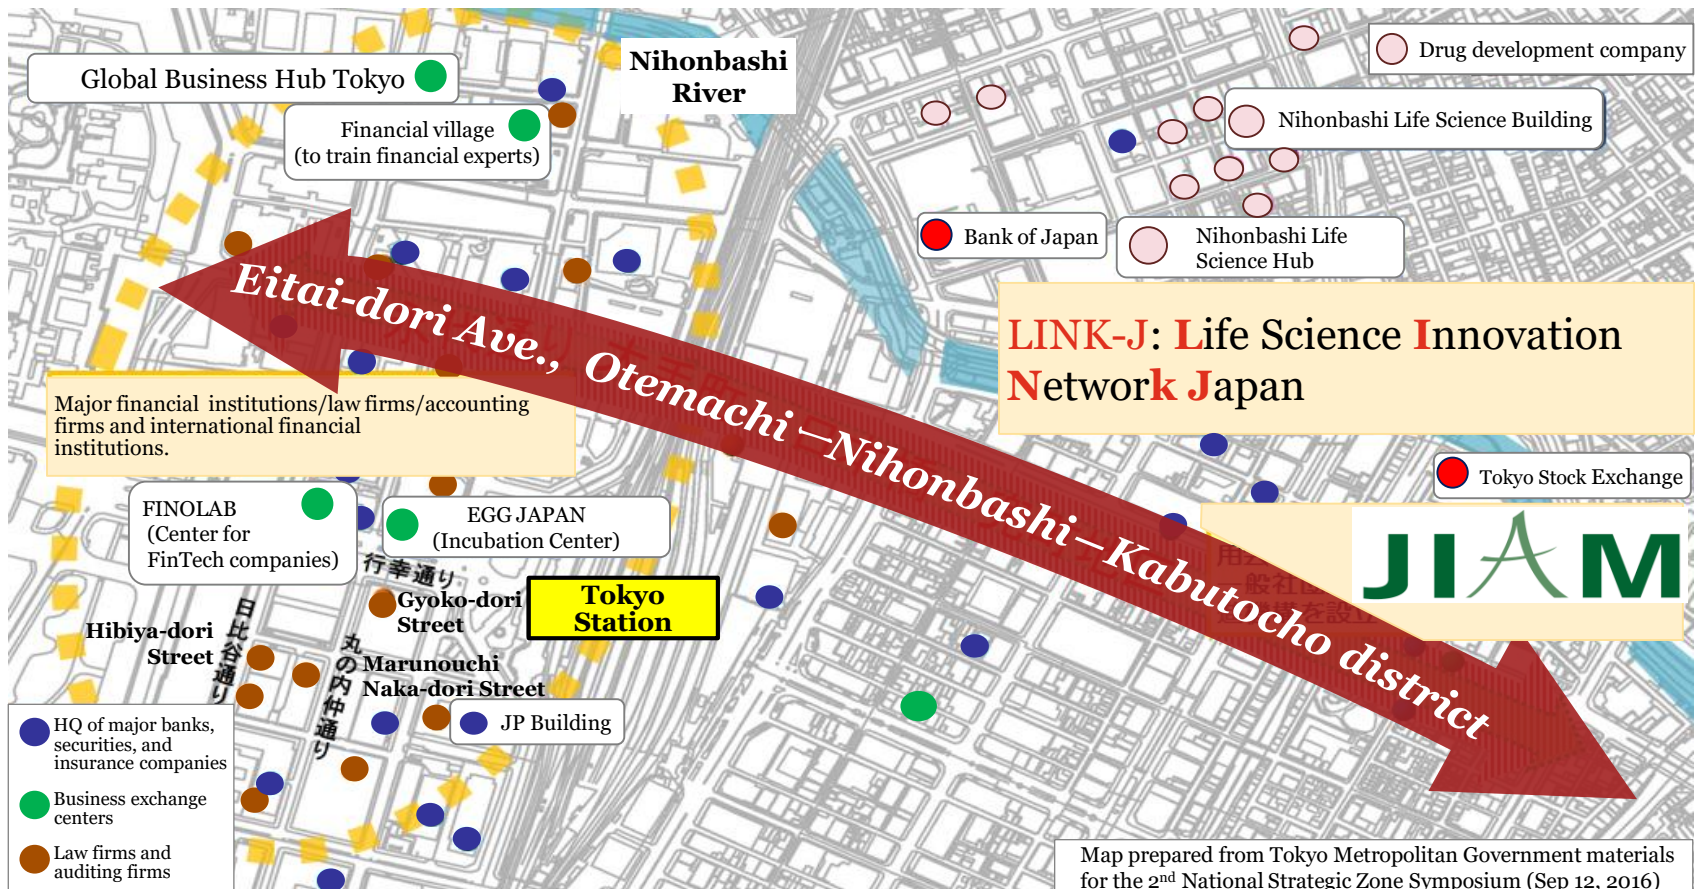 Global Business Hub Tokyo
Financial village
(to train financial experts)
Nihonbashi
River
Drug development company
Nihonbashi Life Science Building
Bank of Japan
Nihonbashi Life
Science Hub
Eitai-dori Ave., Otemachi－Nihonbashi－Kabutocho district
LINK-J: Life Science Innovation
Network Japan
Major financial institutions/law firms/accounting
firms and international financial
institutions.
Tokyo Stock Exchange
JIAM
FINOLAB
(Center for
FinTech companies)
EGG JAPAN
(Incubation Center)
行幸通り
Gyoko-dori
Street
Tokyo
Station
Hibiya-dori
Street
日比谷通り
丸の内仲通り
Marunouchi
Naka-dori Street
JP Building
HQ of major banks,
securities, and
insurance companies
Business exchange
centers
Law firms and
auditing firms
Map prepared from Tokyo Metropolitan Government materials
for the 2nd National Strategic Zone Symposium (Sep 12, 2016)